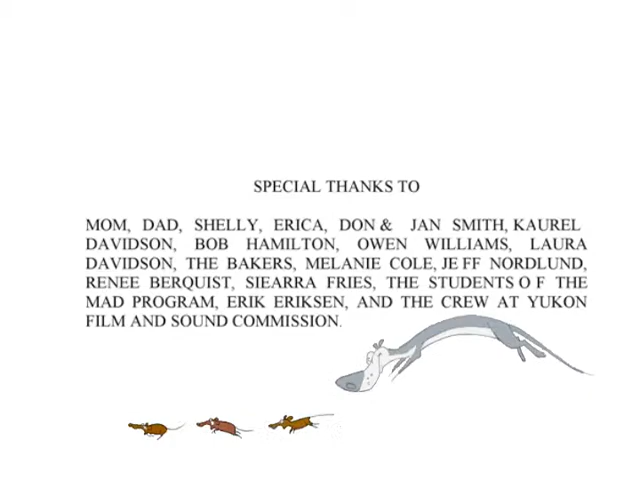 SPECIAL THANKS TO
MOM, DAD, SHELLY, ERICA, DON & JAN SMITH, KAUREL
DAVIDSON, BOB HAMILTON, OWEN WILLIAMS, LAURA
DAVIDSON, THE BAKERS, MELANIE COLE, JE FF NORDLUND,
RENEE BERQUIST, SIEARRA FRIES, THE STUDENTS O F THE
MAD PROGRAM, ERIK ERIKSEN, AND THE CREW AT YUKON
FILM AND SOUND COMMISSION.